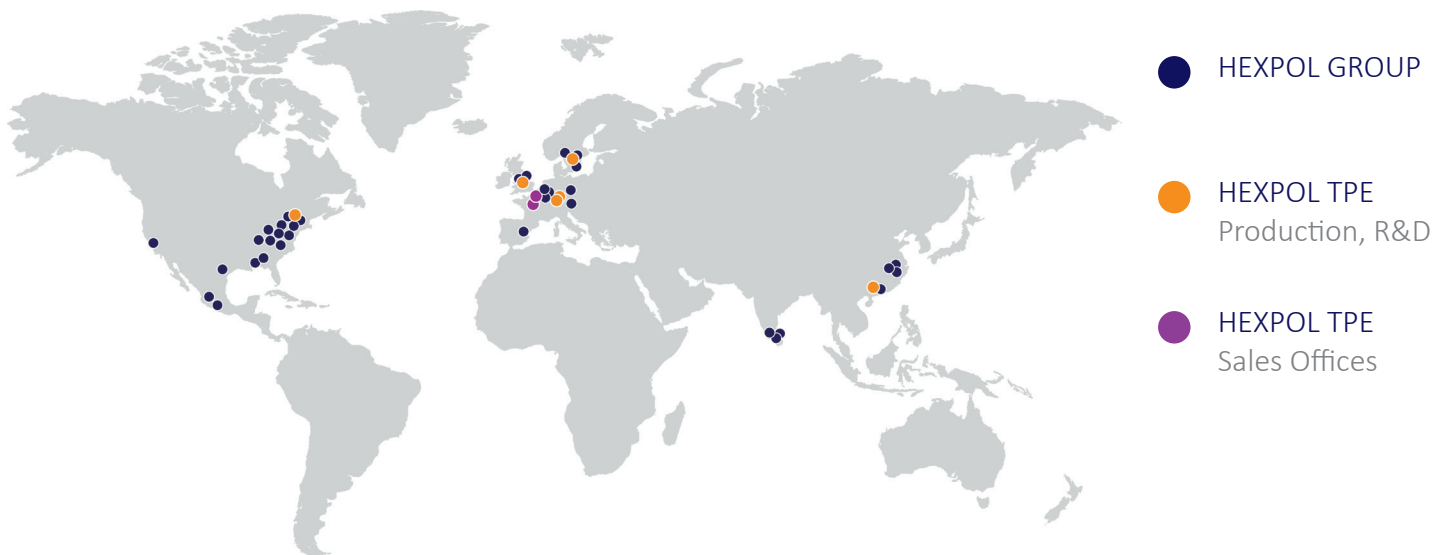 HEXPOL GROUP
HEXPOL TPE
Production, R&D
HEXPOL TPE
Sales Offices